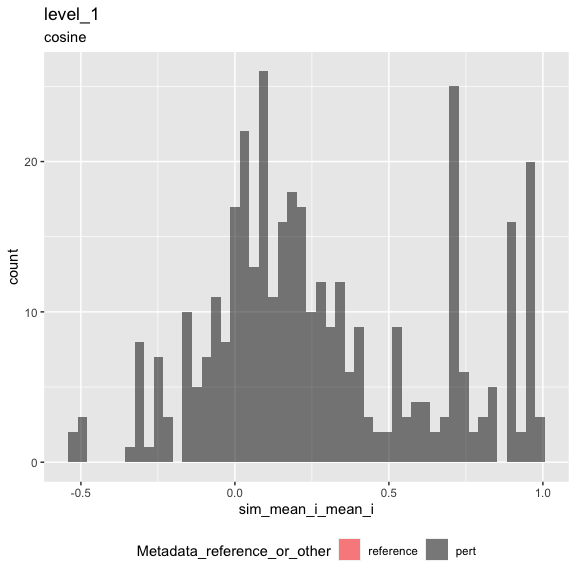 level_1
cosine
20
10
0
count
-0.5 0.0 0.5 1.0
sim_mean_i_mean_i
Metadata_reference_or_other reference pert